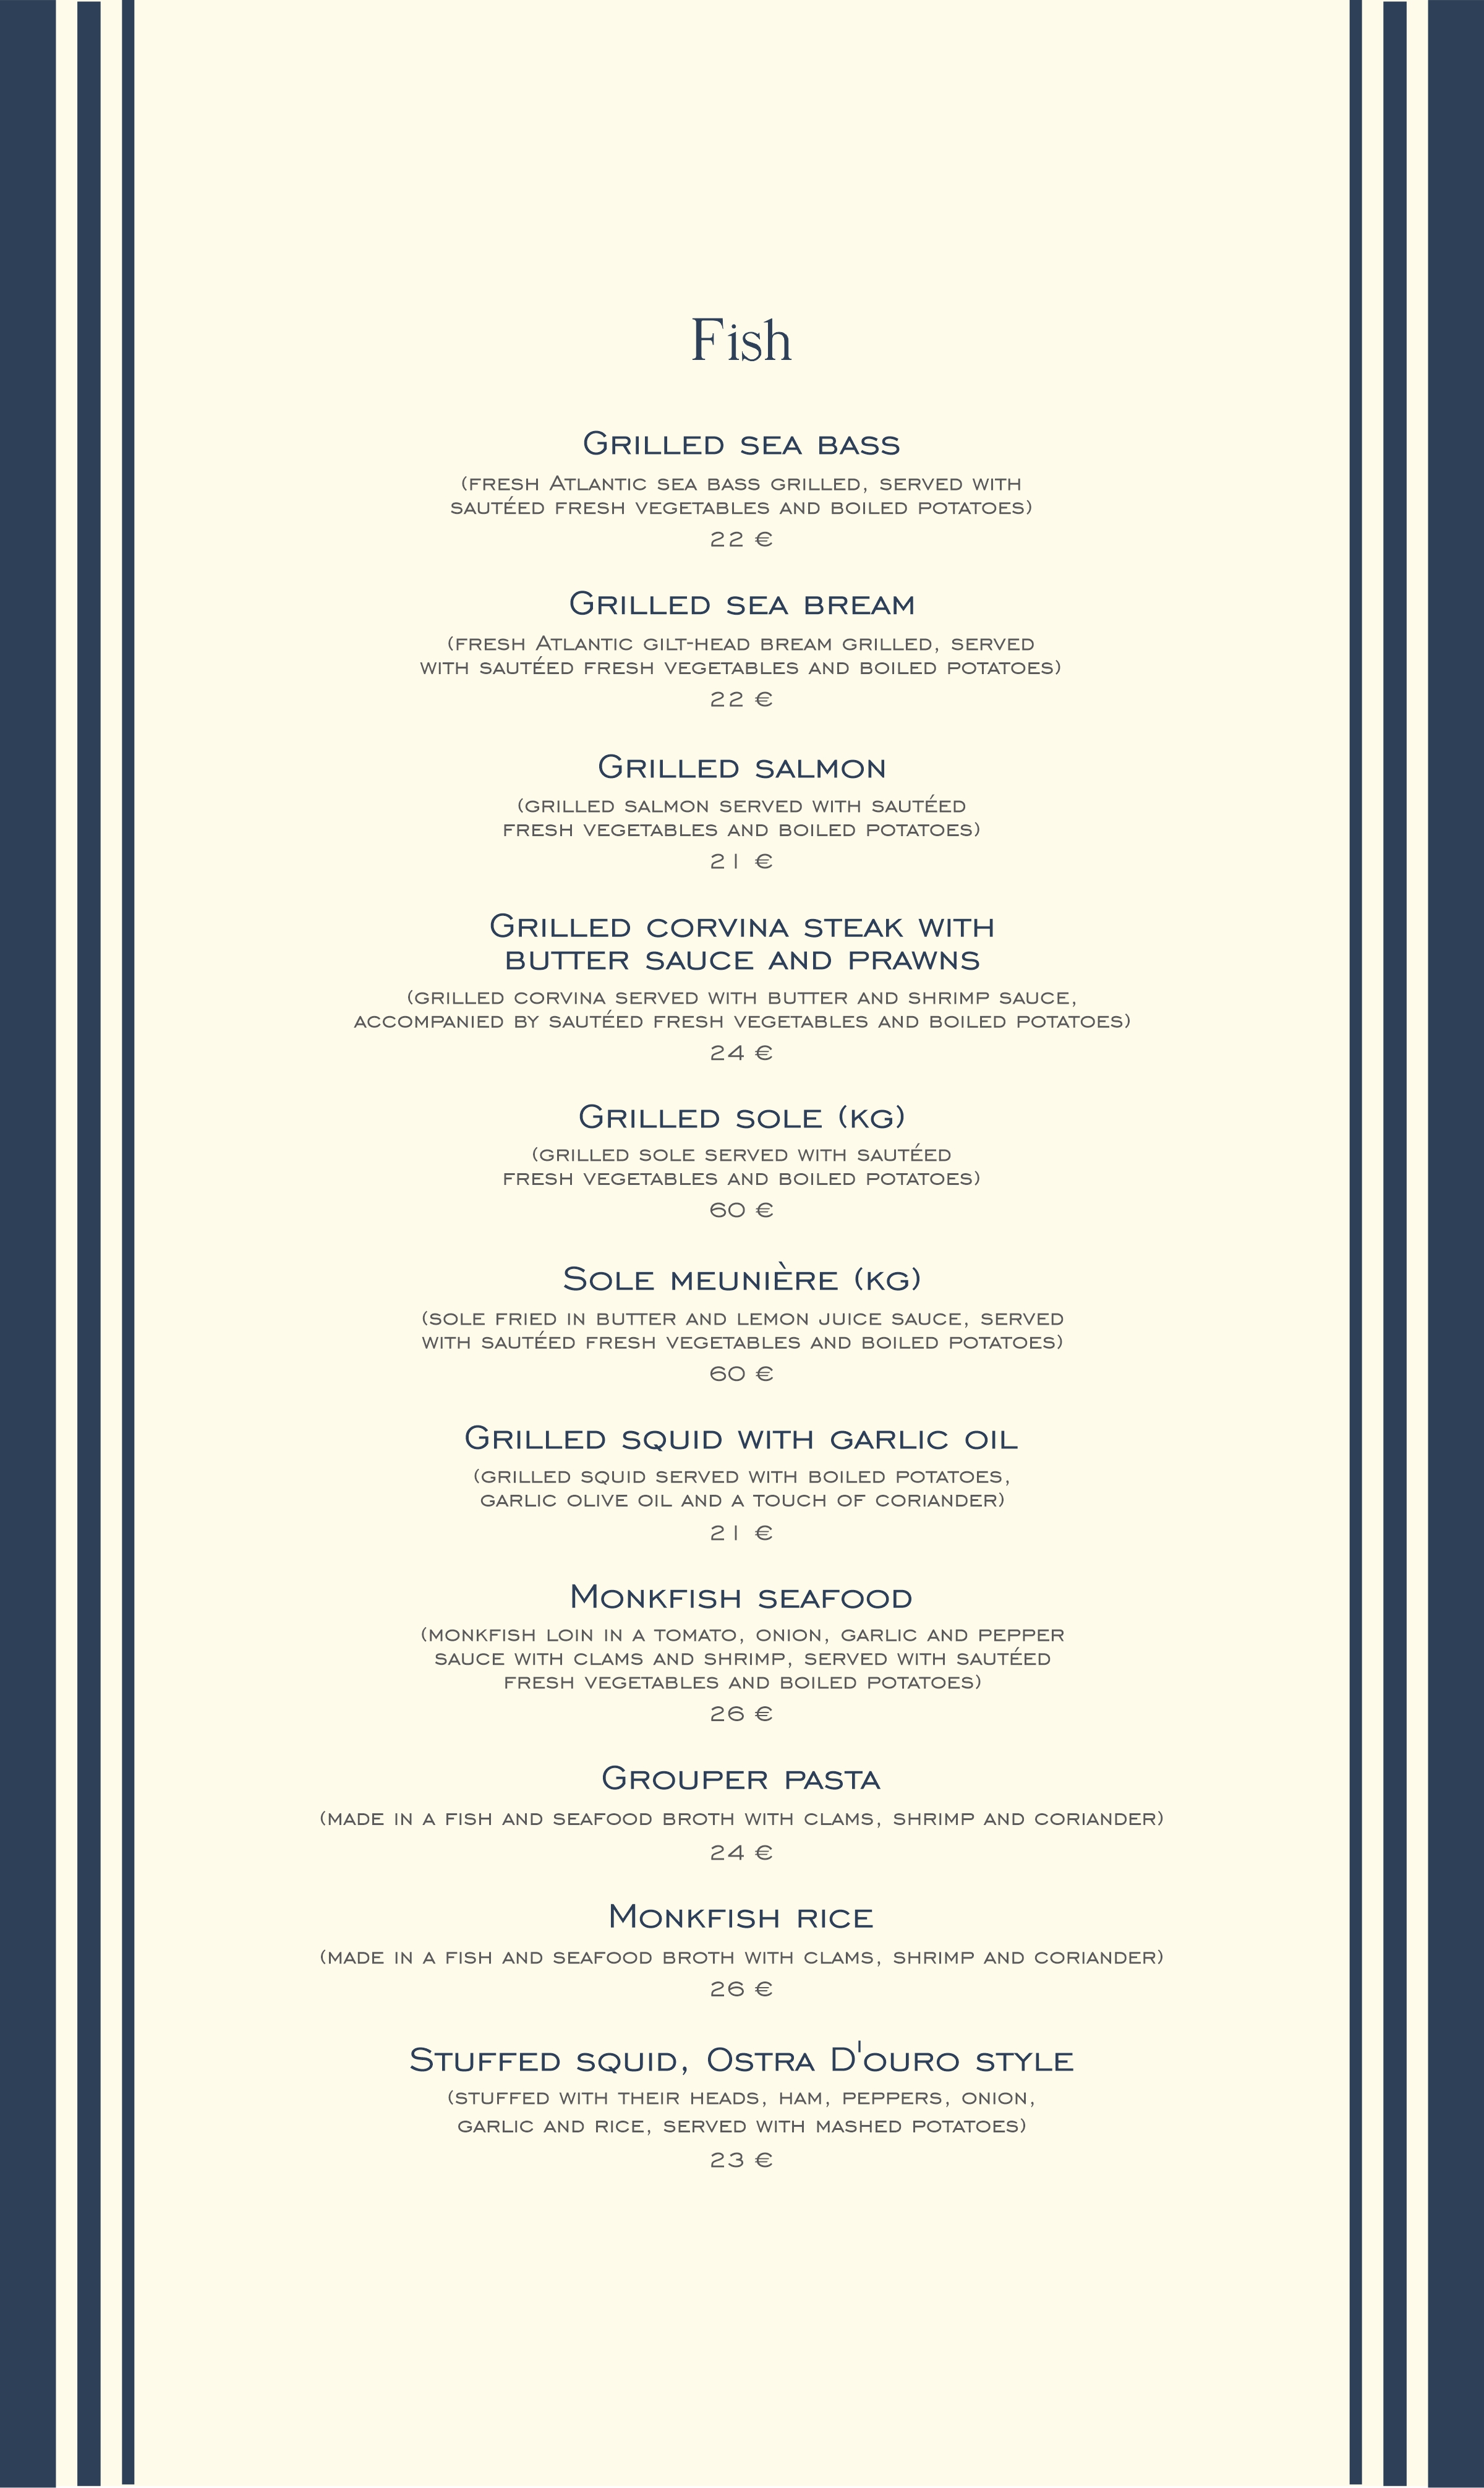 Fish
Grilled sea bass
(fresh Atlantic sea bass grilled, served with
sautéed fresh vegetables and boiled potatoes)
22 €
Grilled sea bream
(fresh Atlantic gilt-head bream grilled, served
with sautéed fresh vegetables and boiled potatoes)
22 €
Grilled salmon
(grilled salmon served with sautéed
fresh vegetables and boiled potatoes)
21 €
Grilled corvina steak with
butter sauce and prawns
(grilled corvina served with butter and shrimp sauce,
accompanied by sautéed fresh vegetables and boiled potatoes)
24 €
Grilled sole (kg)
(grilled sole served with sautéed
fresh vegetables and boiled potatoes)
60 €
Sole meunière (kg)
(sole fried in butter and lemon juice sauce, served
with sautéed fresh vegetables and boiled potatoes)
60 €
Grilled squid with garlic oil
(grilled squid served with boiled potatoes,
garlic olive oil and a touch of coriander)
21 €
Monkfish seafood
(monkfish loin in a tomato, onion, garlic and pepper
sauce with clams and shrimp, served with sautéed
fresh vegetables and boiled potatoes)
26 €
Grouper pasta
(made in a fish and seafood broth with clams, shrimp and coriander)
24 €
Monkfish rice
(made in a fish and seafood broth with clams, shrimp and coriander)
26 €
Stuffed squid, Ostra D'ouro style
(stuffed with their heads, ham, peppers, onion,
garlic and rice, served with mashed potatoes)
23 €